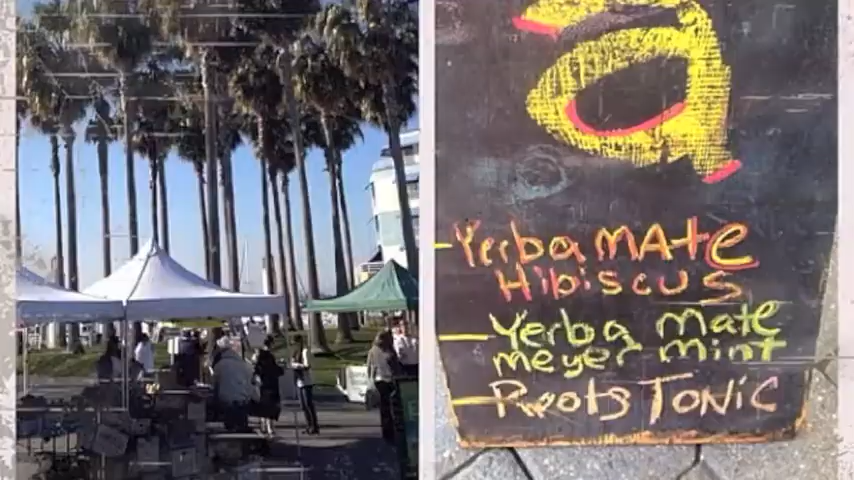 a
Yerba MAte
Hibiscus
Yerba Mate
meyer mint
Roots TONiC